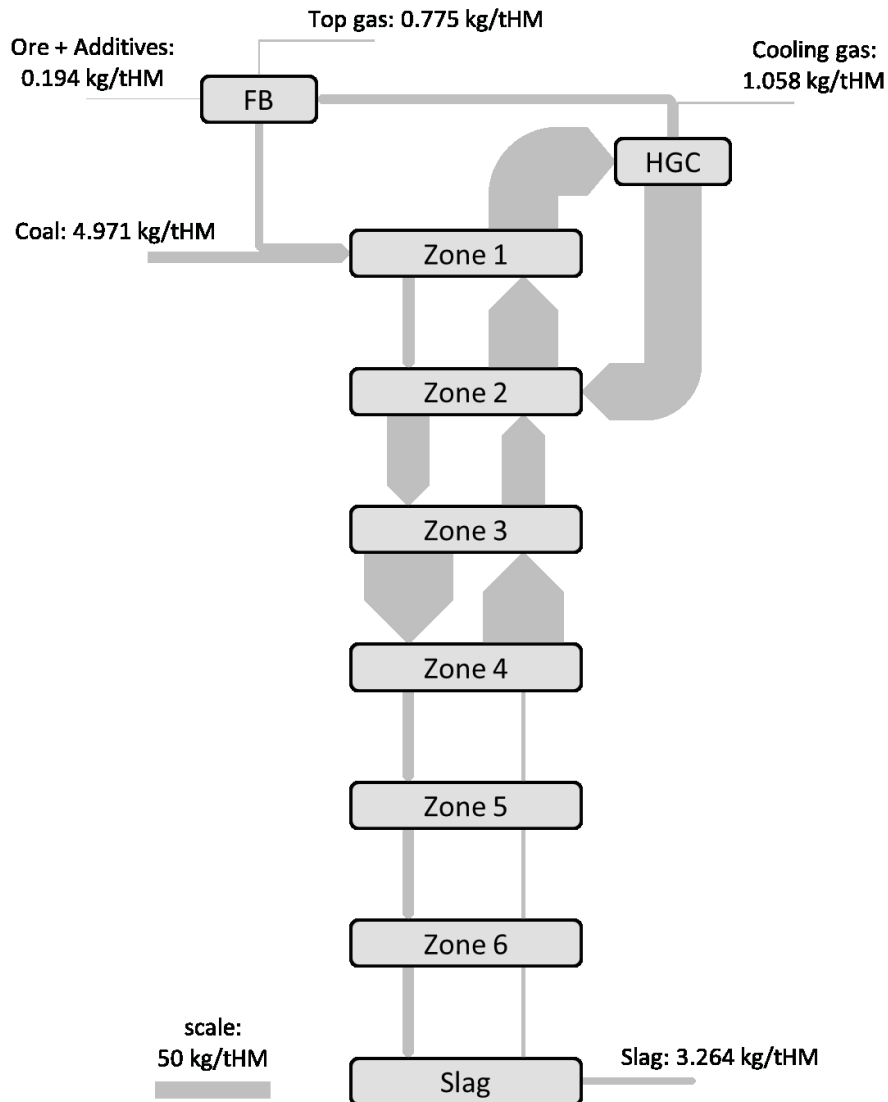 Top gas: 0.775 kg/tHM
Ore + Additives:
0.194 kg/tHM
Cooling gas:
1.058 kg/tHM
FB
HGC
Coal: 4.971 kg/tHM
Zone 1
Zone 2
Zone 3
Zone 4
Zone 5
Zone 6
scale:
50 kg/tHM
Slag: 3.264 kg/tHM
Slag